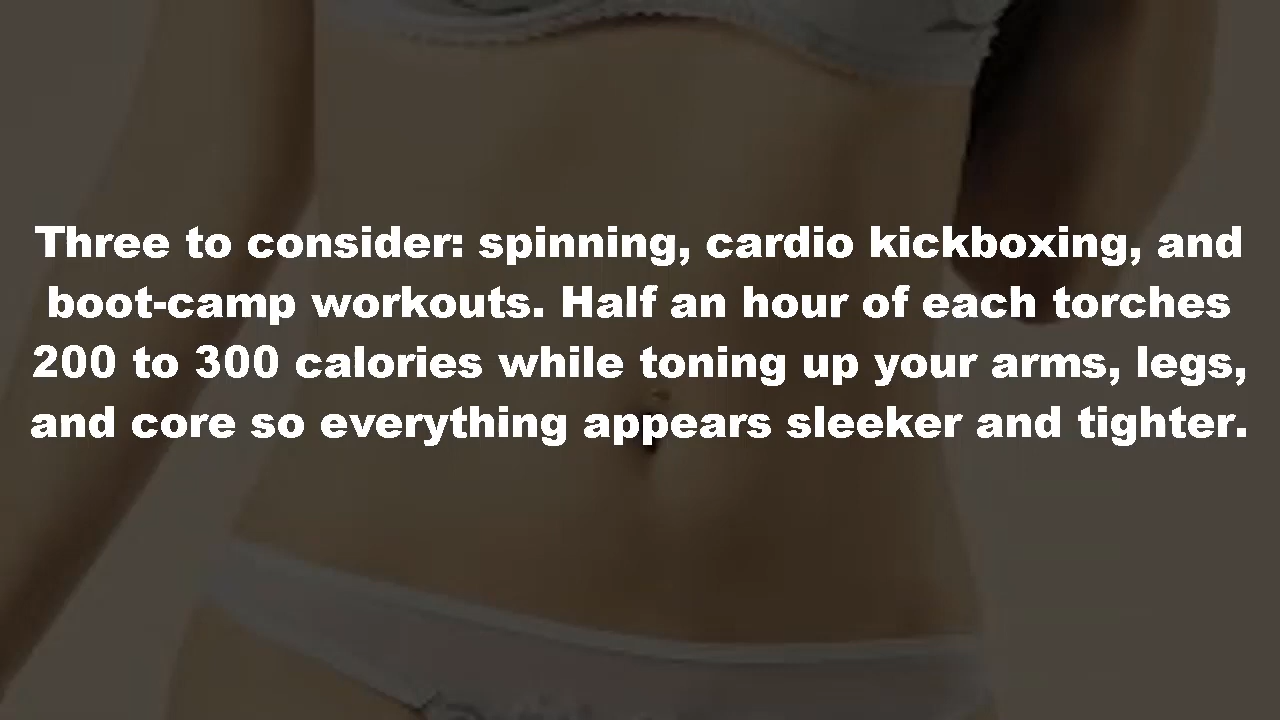 Three to consider: spinning, cardio kickboxing, and
boot-camp workouts. Half an hour of each torches
200 to 300 calories while toning up your arms, legs,
and core so everything appears sleeker and tighter.